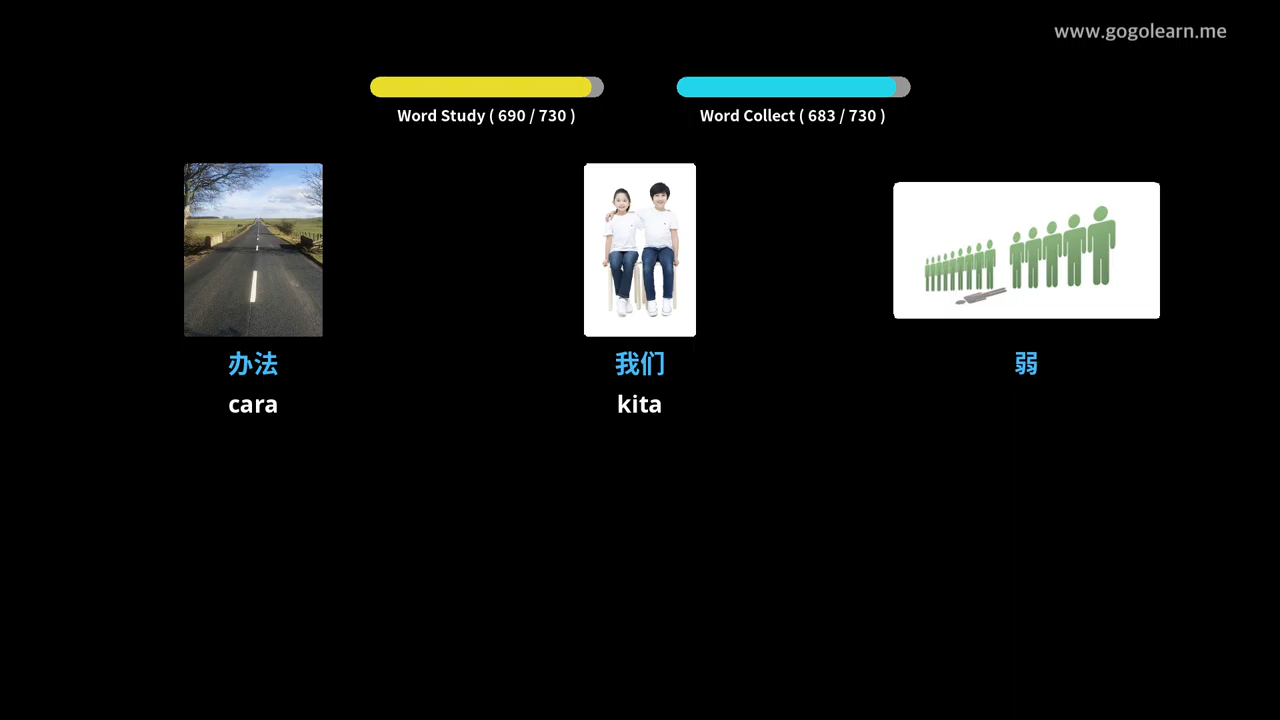 www.gogolearn.me
Word Study ( 690 / 730 )
Word Collect ( 683 / 730 )
办法
cara
我们
kita
弱